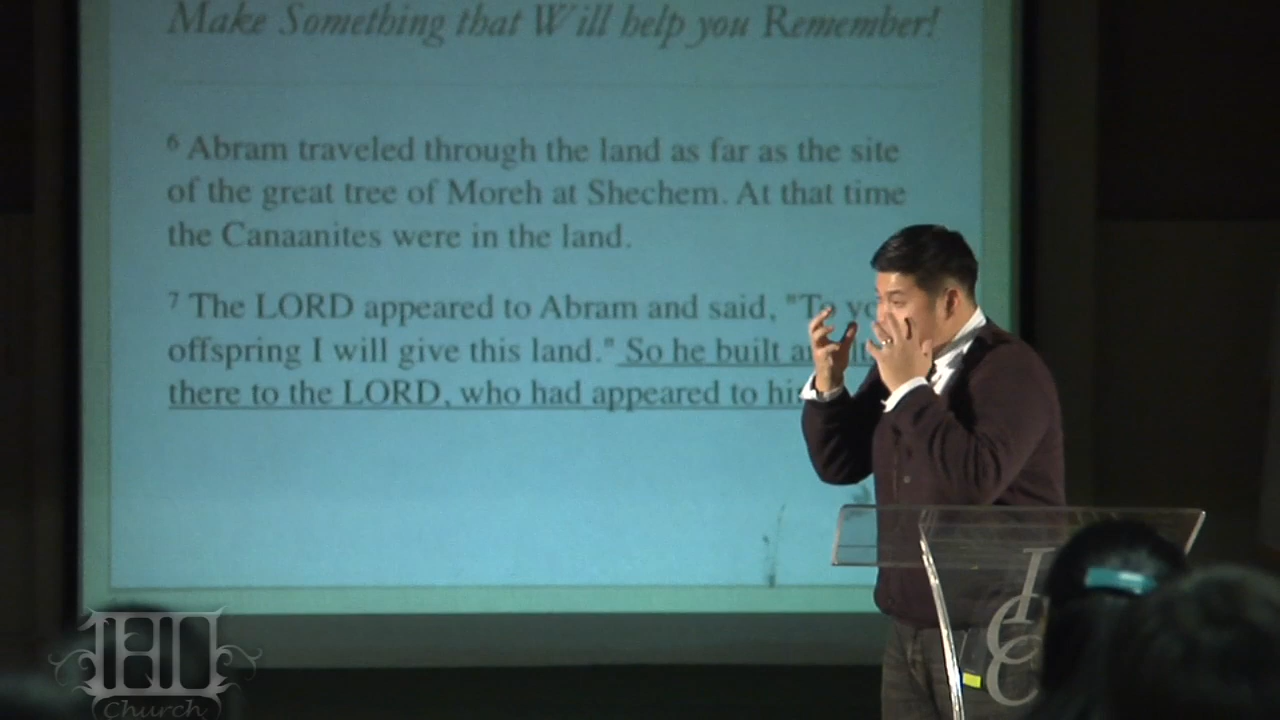 Make Something that Will help you Remember!
6 Abram traveled through the land as far as the site
of the great tree of Moreh at Shechem. At that time
the Canaanites were in the land.
7 The LORD appeared to Abram and said, "To yo
offspring I will give this land." So he built a
there to the LORD, who had appeared to hi
Church
ICC